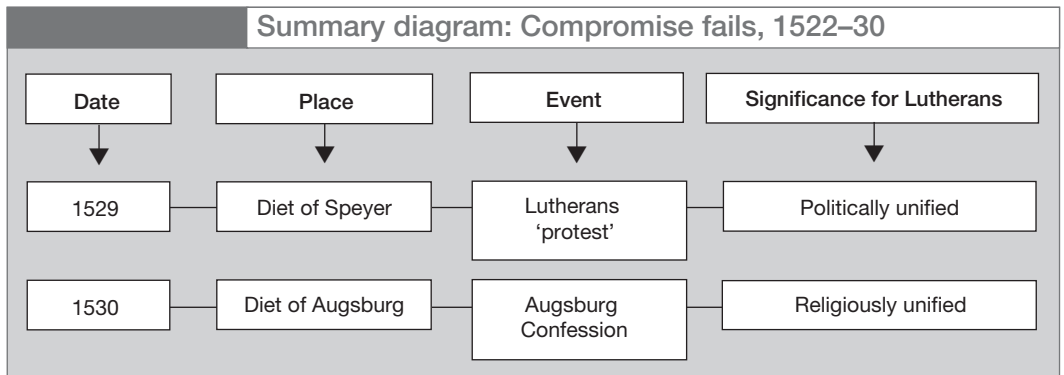 Summary diagram: Compromise fails, 1522–30
Date
Place
Event
Significance for Lutherans
1529
Diet of Speyer
Lutherans
‘protest’
Politically unified
1530
Diet of Augsburg
Augsburg
Confession
Religiously unified